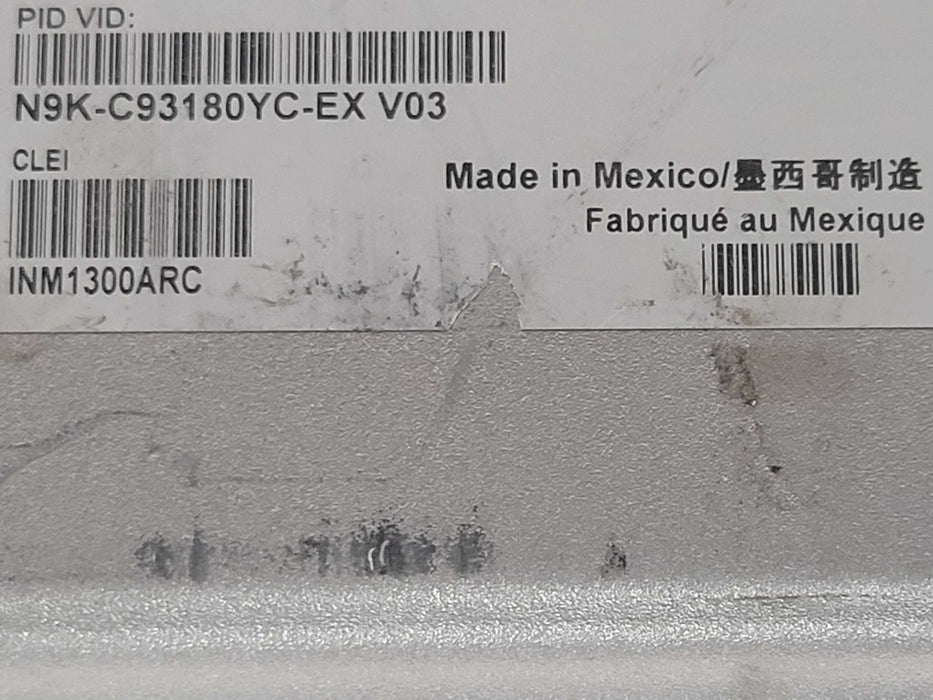 PID VID:
N9K-C93180YC-EX V03
CLEI
INM1300ARC
Made in Mexico/墨西哥制造
Fabriqué au Mexique